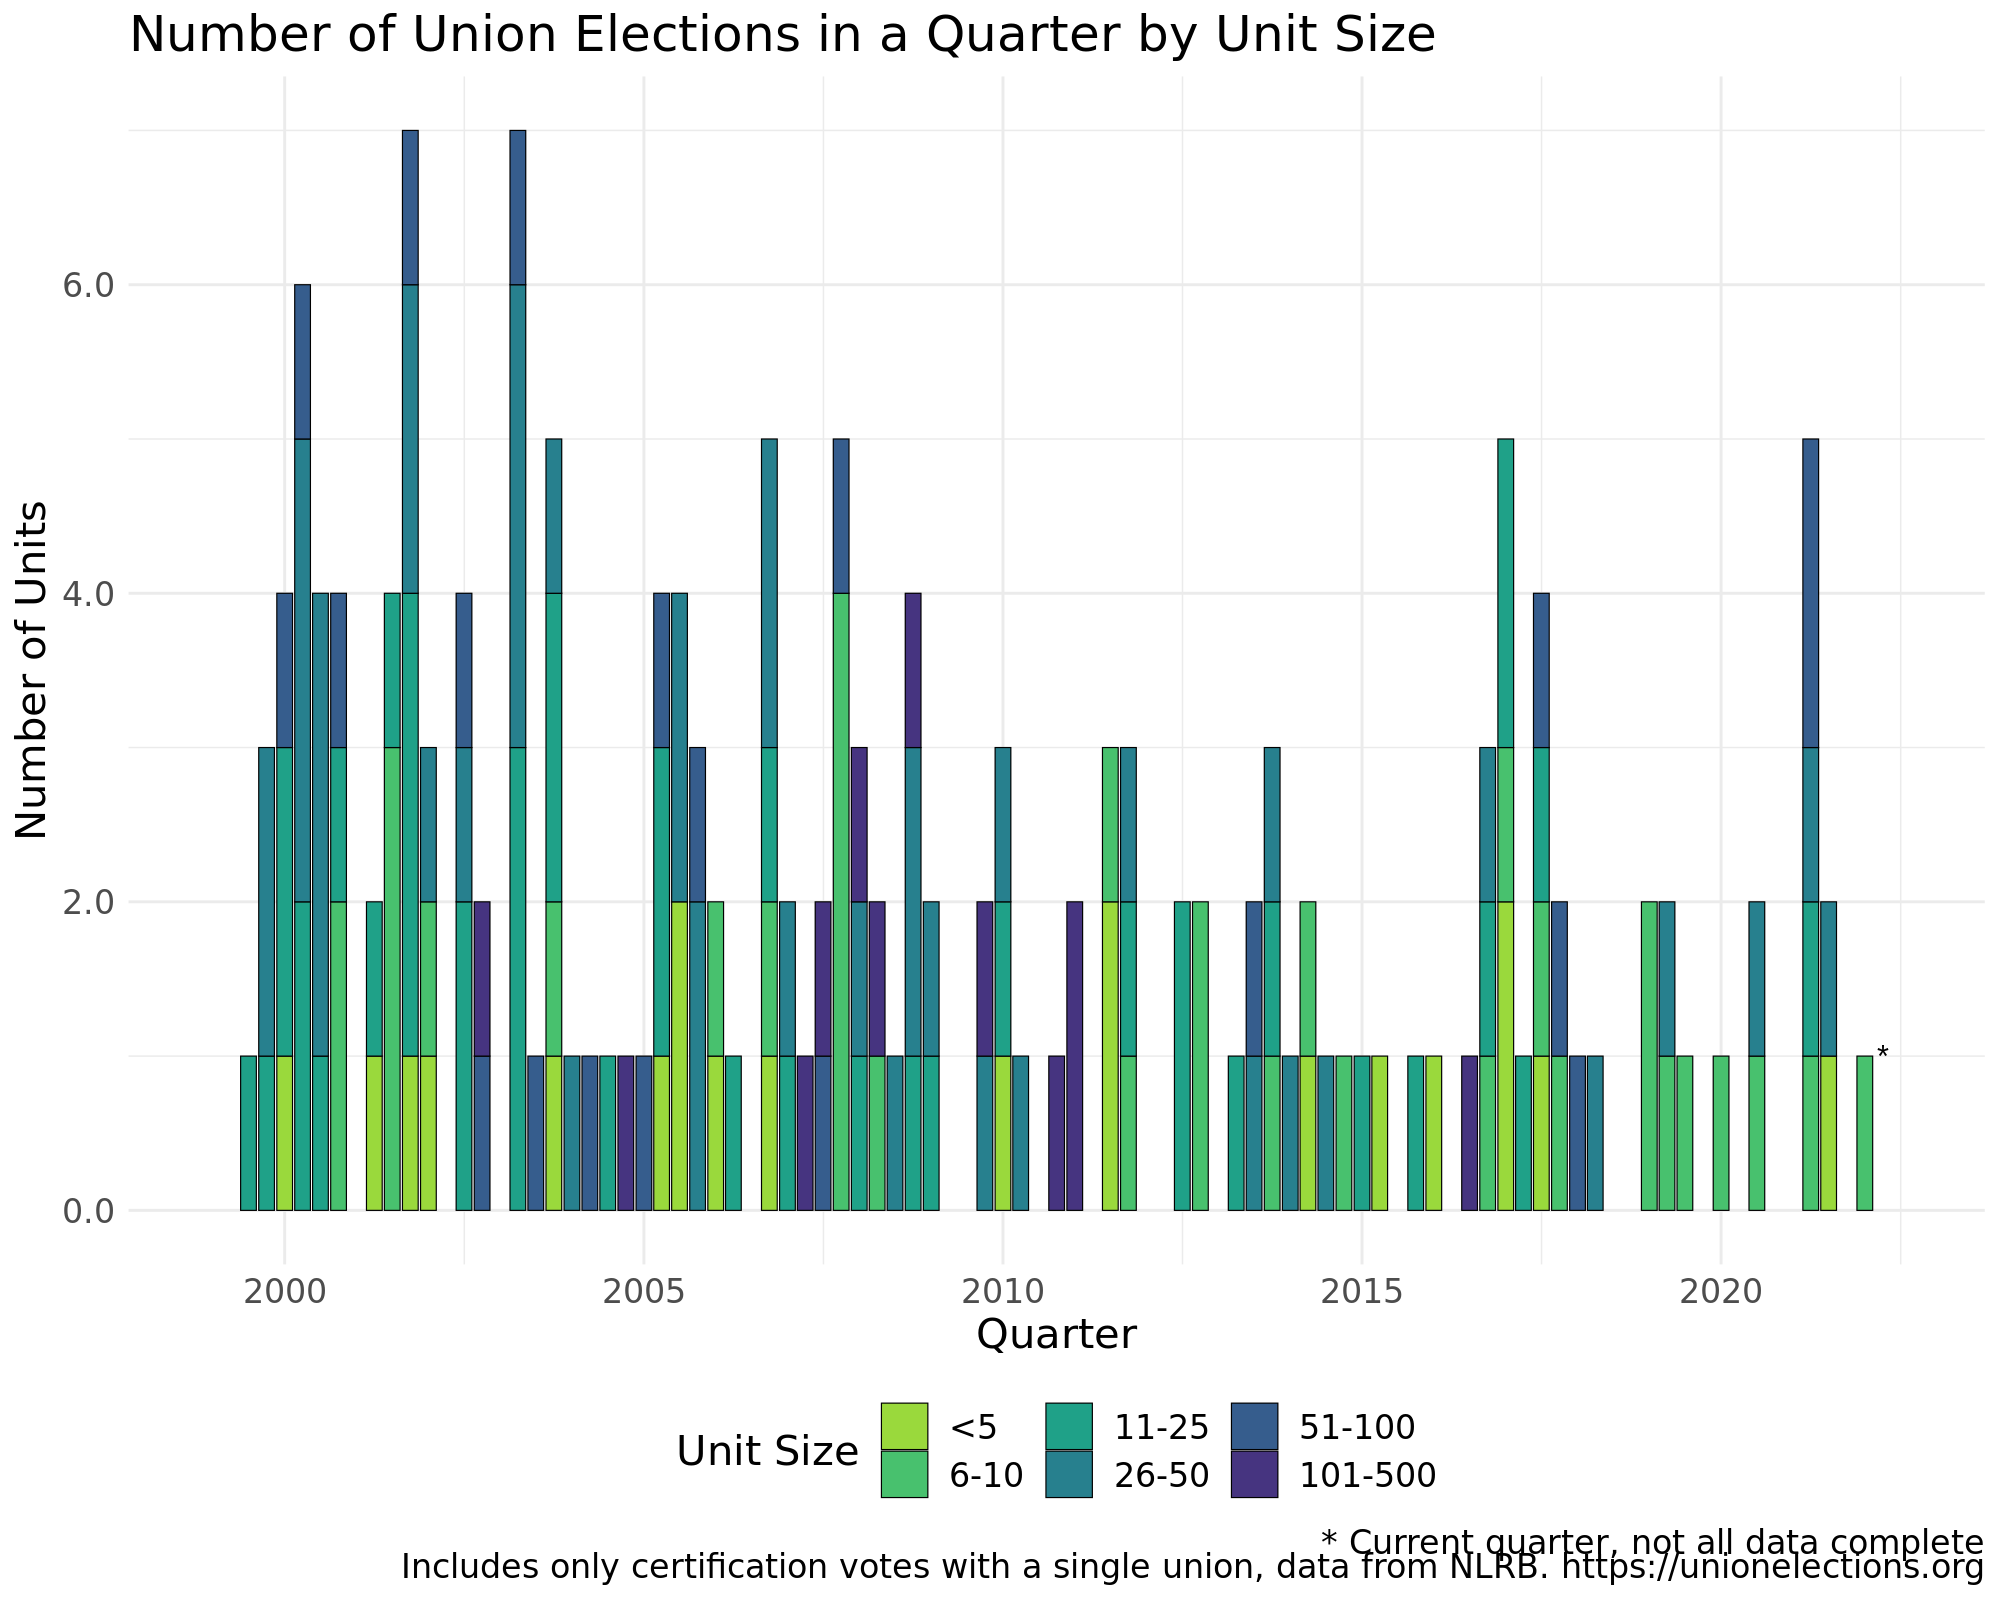 Number of Union Elections in a Quarter by Unit Size
Number of Units
6.0
4.0
2.0
0.0
*
2000 2005 2010 2015 2020
Quarter
Unit Size
<5 11-25 51-100
6-10 26-50 101-500
* Current quarter, not all data complete
Includes only certification votes with a single union, data from NLRB. https://unionelections.org